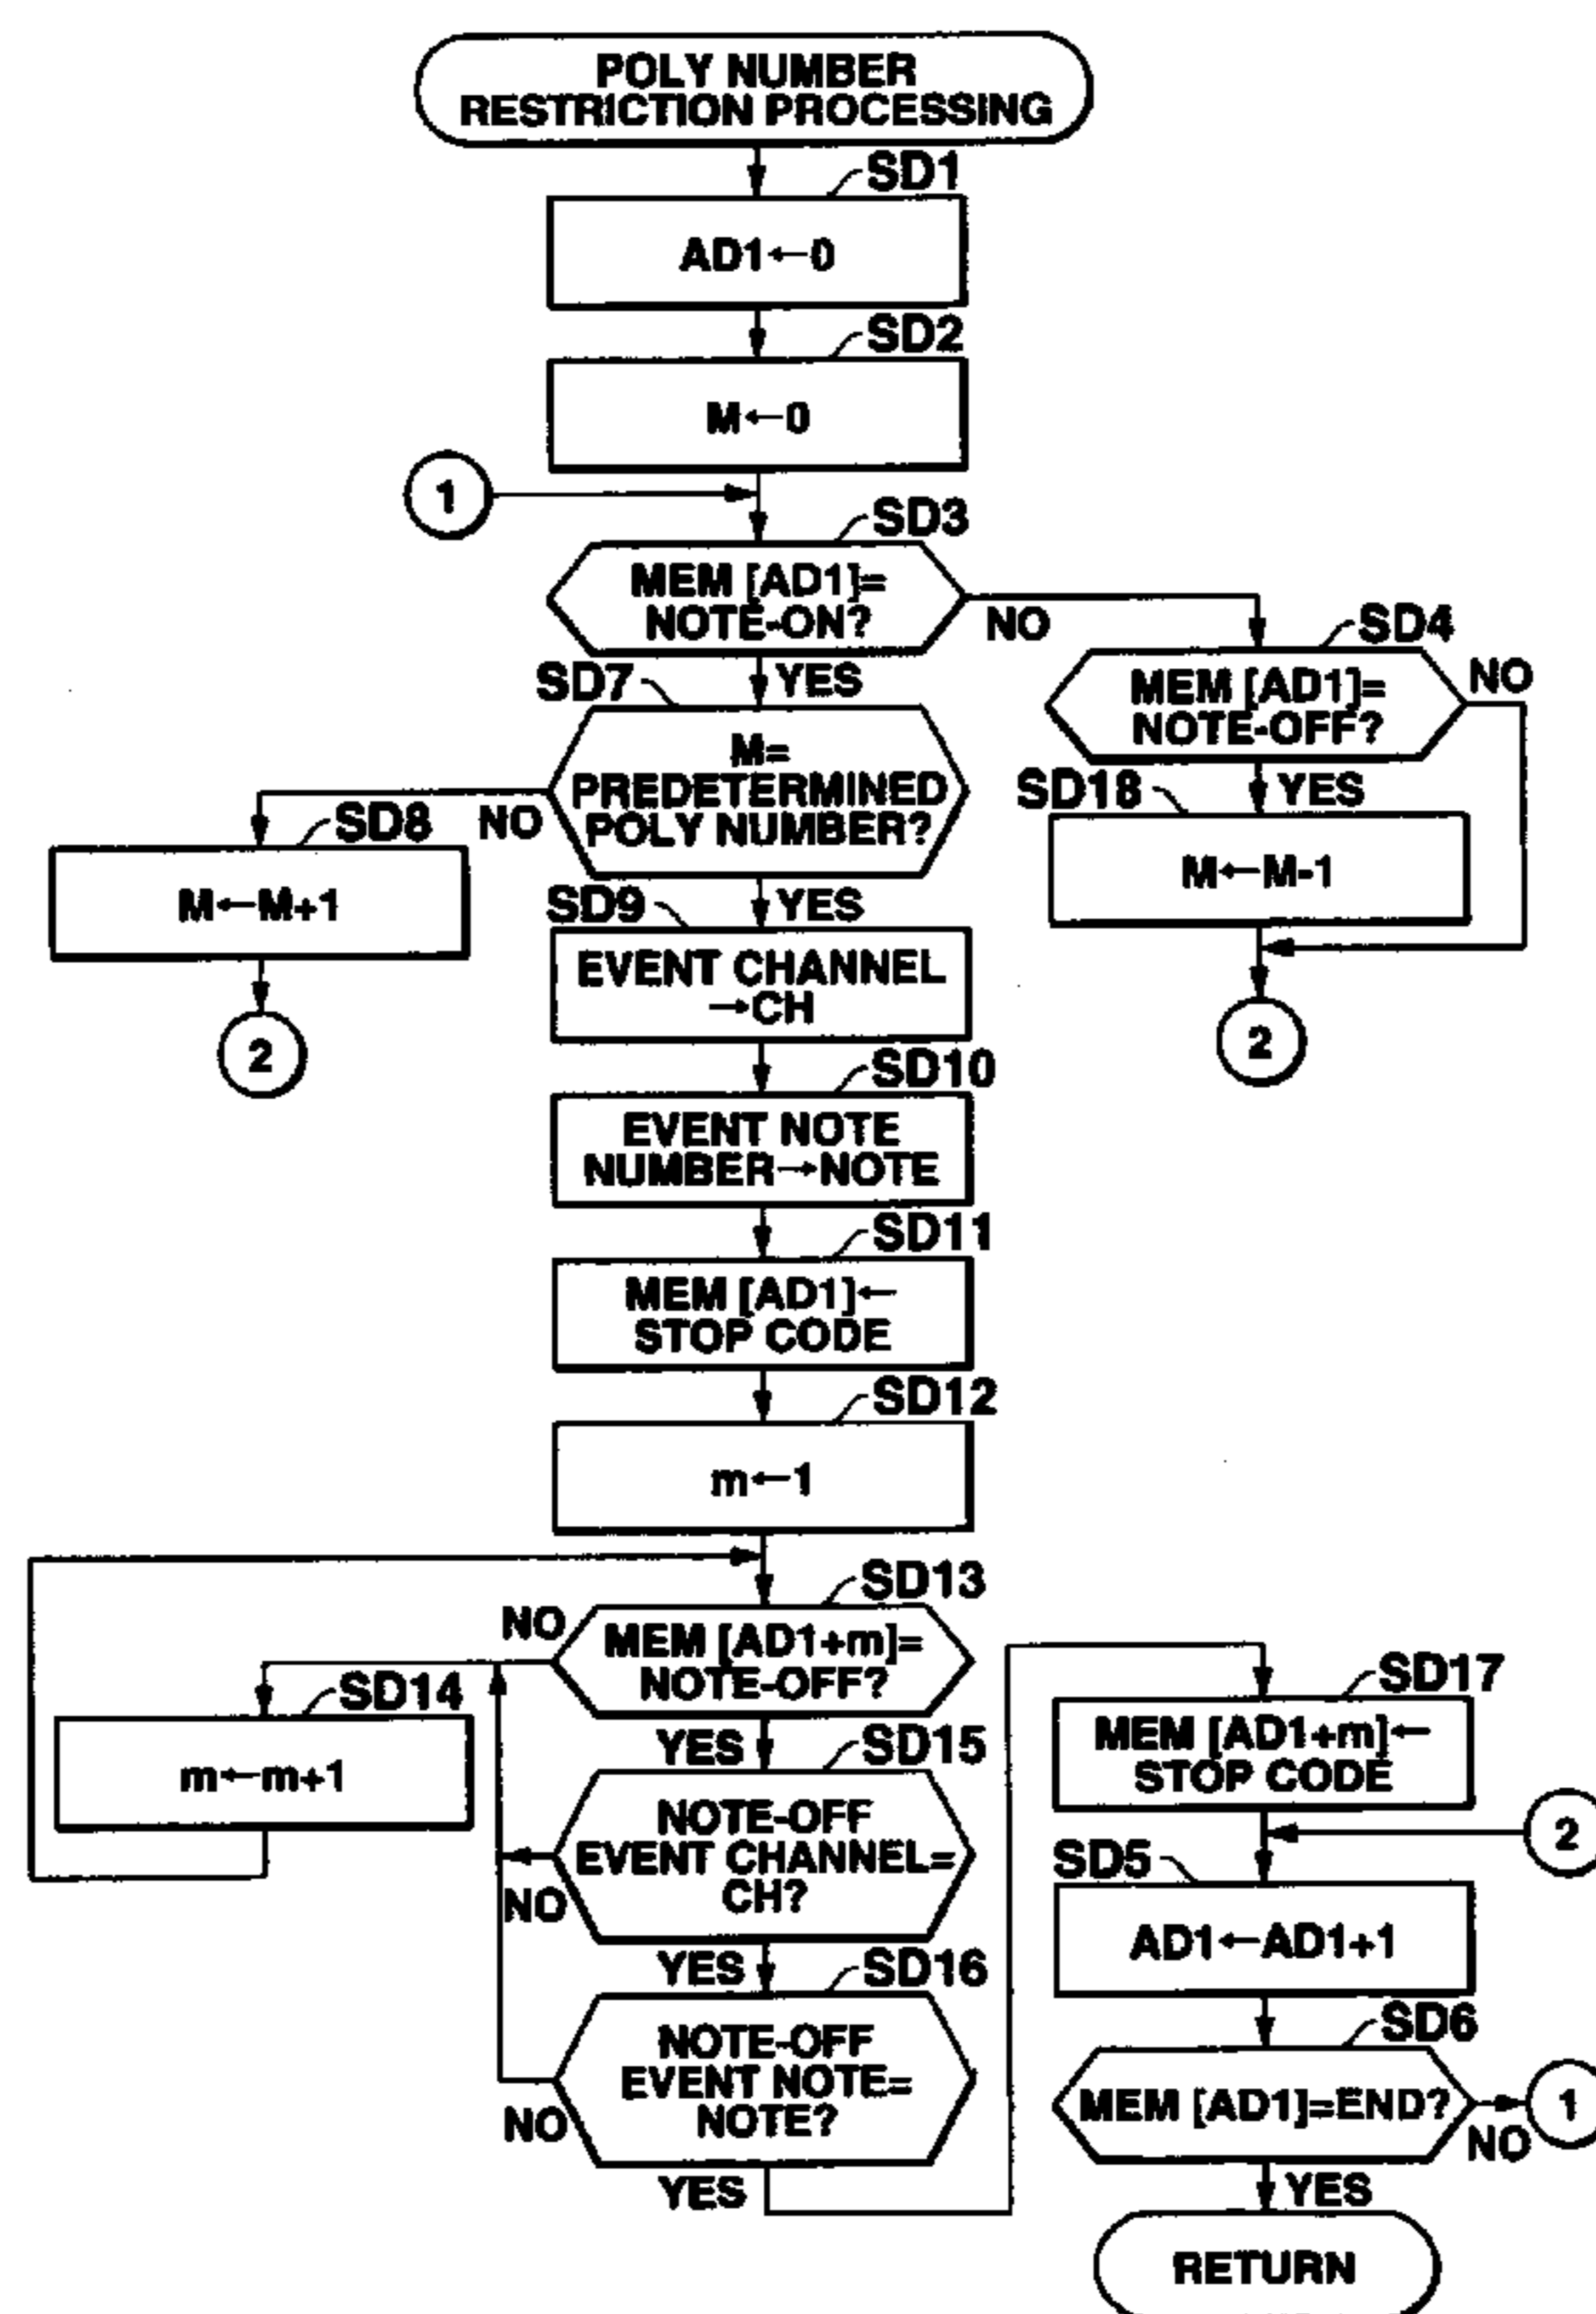 POLY NUMBER
RESTRICTION PROCESSING
SD1
AD1←0
SD2
M←0
1
SD3
MEM [AD1]=
NOTE-ON?
NO
SD4
MEM [AD1]=
NOTE-OFF?
NO
YES
SD18
M←M-1
2
YES
SD7
M=
PREDETERMINED
POLY NUMBER?
NO
SD8
M←M+1
2
YES
SD9
EVENT CHANNEL
→CH
SD10
EVENT NOTE
NUMBER→NOTE
SD11
MEM [AD1]←
STOP CODE
SD12
m←1
SD13
MEM [AD1+m]=
NOTE-OFF?
NO
SD14
m←m+1
YES
SD15
NOTE-OFF
EVENT CHANNEL=
CH?
NO
YES
SD16
NOTE-OFF
EVENT NOTE=
NOTE?
NO
YES
SD17
MEM [AD1+m]←
STOP CODE
2
SD5
AD1←AD1+1
SD6
MEM [AD1]=END?
NO
1
YES
RETURN